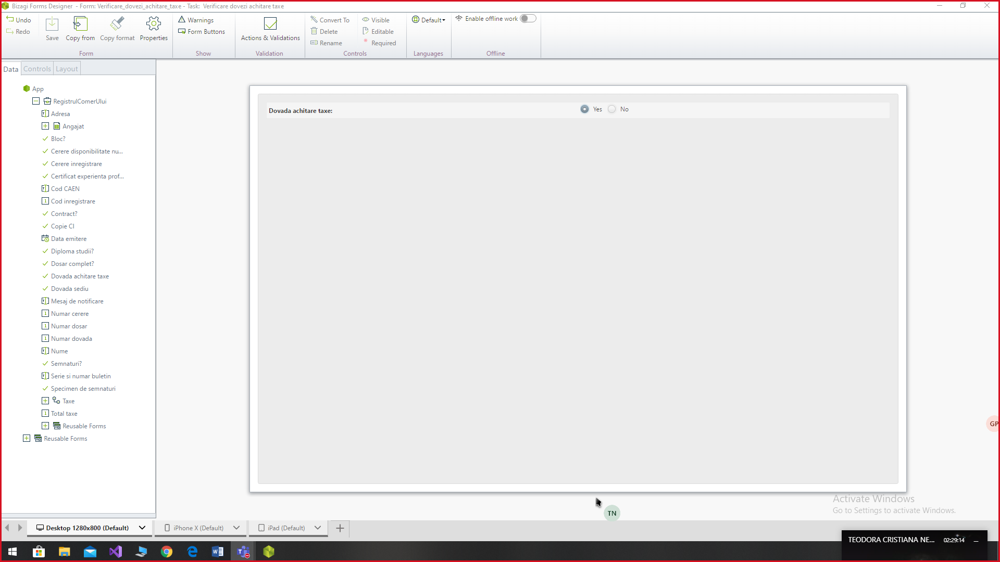 Bizagi Forms Designer - Form: Verificare_dovezi_achitare_taxe - Task: Verificare dovezi achitare taxe
Undo
Redo
Save
Copy from
Copy format
Properties
Form
Warnings
Form Buttons
Show
Actions & Validations
Validation
Convert To
Delete
Rename
Visible
Editable
Required
Controls
Default
Languages
Enable offline work
Offline
Data
Controls
Layout
App
RegistrulComerUlui
Adresa
Angajat
Bloc?
Cerere disponibilitate nu...
Cerere inregistrare
Certificat experienta prof...
Cod CAEN
Cod inregistrare
Contract?
Copie CI
Data emitere
Diploma studii?
Dosar complet?
Dovada achitare taxe
Dovada sediu
Mesaj de notificare
Numar cerere
Numar dosar
Numar dovada
Nume
Semnaturi?
Serie si numar buletin
Specimen de semnaturi
Taxe
Total taxe
Reusable Forms
Reusable Forms
Dovada achitare taxe:
Yes
No
GP
Activate Windows
Go to Settings to activate Windows.
TN
Desktop 1280x800 (Default)
iPhone X (Default)
iPad (Default)
TEODORA CRISTIANA NE...
02:29:14